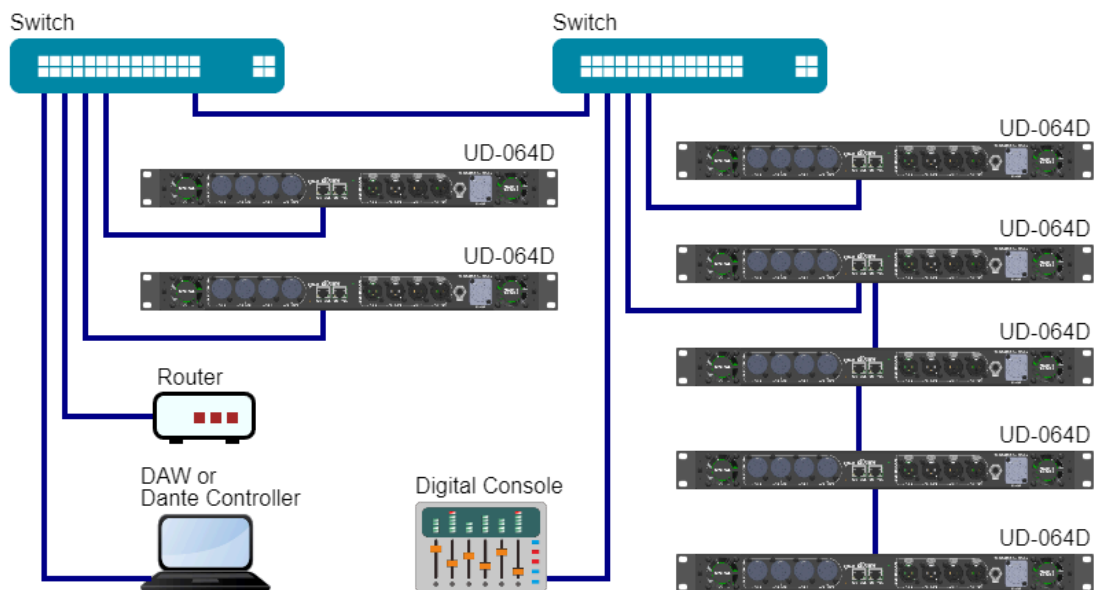 Switch
Switch
UD-064D
UD-064D
UD-064D
UD-064D
Router
UD-064D
DAW or
Dante Controller
Digital Console
UD-064D
UD-064D